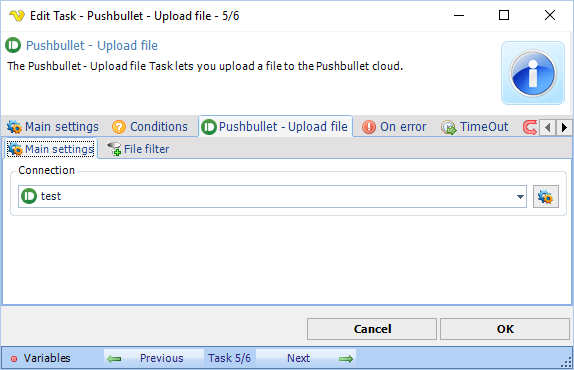 Edit Task - Pushbullet - Upload file - 5/6
Pushbullet - Upload file
The Pushbullet - Upload file Task lets you upload a file to the Pushbullet cloud.
Main settings Conditions Pushbullet - Upload file On error TimeOut
Main settings File filter
Connection
test
Cancel OK
Variables Previous Task 5/6 Next